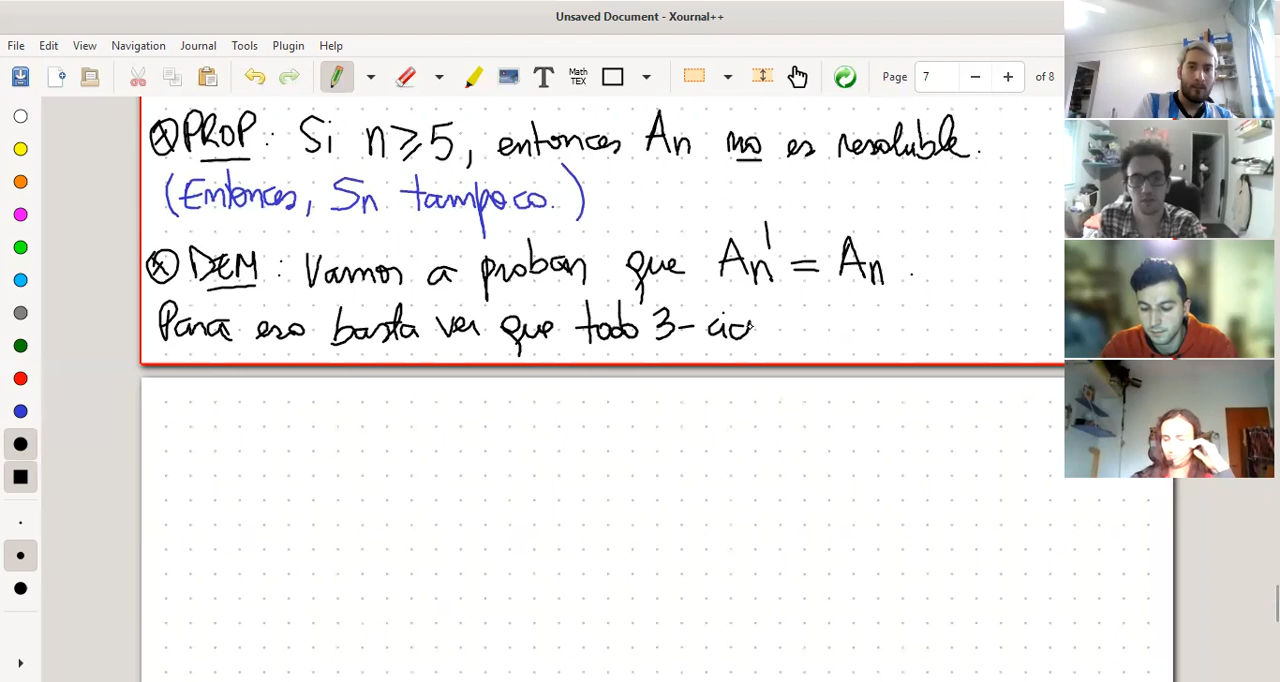 Unsaved Document - Xournal++
File Edit View Navigation Journal Tools Plugin Help
Math TEX T Page 7 of 8
PROP: Si n≥5, entonces An no es resoluble.
(Entonces, Sn tampoco.)
DEM: Vamos a probar que An' = An.
Para eso basta ver que todo 3-cic